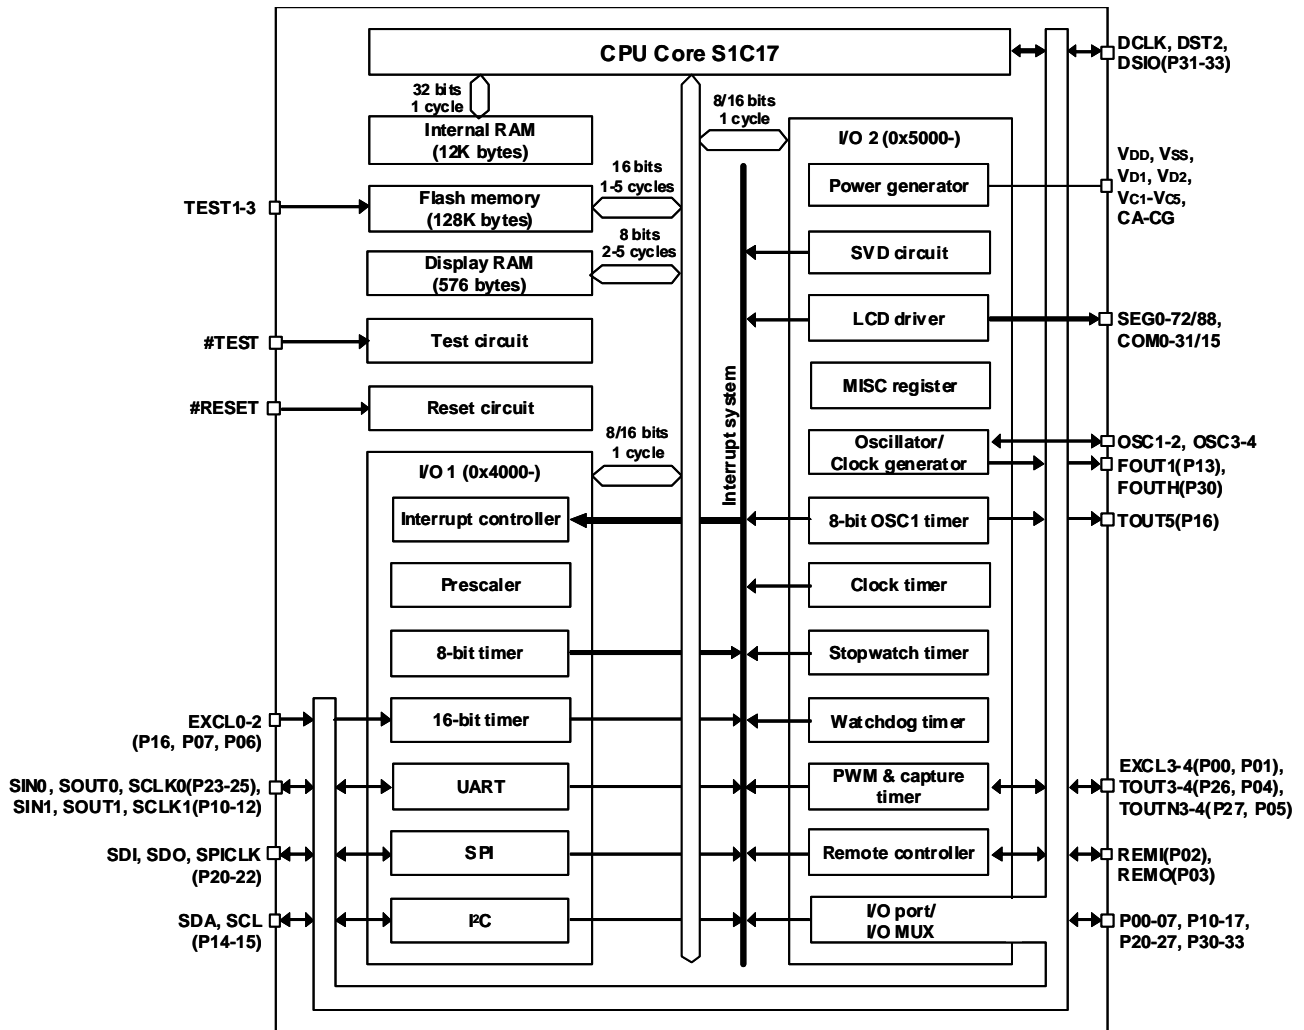 CPU Core S1C17
DCLK, DST2,
DSIO(P31-33)
32 bits
1 cycle
8/16 bits
1 cycle
Internal RAM
(12K bytes)
I/O 2 (0x5000-)
16 bits
1-5 cycles
Power generator
VDD, VSS,
VD1, VD2,
VC1-VC5,
CA-CG
TEST1-3
Flash memory
(128K bytes)
8 bits
2-5 cycles
Display RAM
(576 bytes)
SVD circuit
#TEST
Test circuit
LCD driver
SEG0-72/88,
COM0-31/15
MISC register
#RESET
Reset circuit
Interrupt system
8/16 bits
1 cycle
Oscillator/
Clock generator
OSC1-2, OSC3-4
FOUT1(P13),
FOUTH(P30)
I/O 1 (0x4000-)
Interrupt controller
8-bit OSC1 timer
TOUT5(P16)
Prescaler
Clock timer
8-bit timer
Stopwatch timer
EXCL0-2
(P16, P07, P06)
16-bit timer
Watchdog timer
SIN0, SOUT0, SCLK0(P23-25),
SIN1, SOUT1, SCLK1(P10-12)
UART
PWM & capture
timer
EXCL3-4(P00, P01),
TOUT3-4(P26, P04),
TOUTN3-4(P27, P05)
SDI, SDO, SPICLK
(P20-22)
SPI
Remote controller
REMI(P02),
REMO(P03)
SDA, SCL
(P14-15)
I²C
I/O port/
I/O MUX
P00-07, P10-17,
P20-27, P30-33